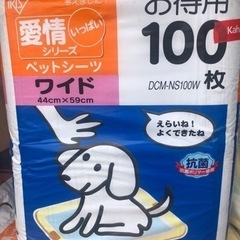 お得用
愛情
いっぱい
シリーズ
ペットシーツ
ワイド
44cm×59cm
100
枚
DCM-NS100W
Kah
えらいね!
よくできたね
抗菌